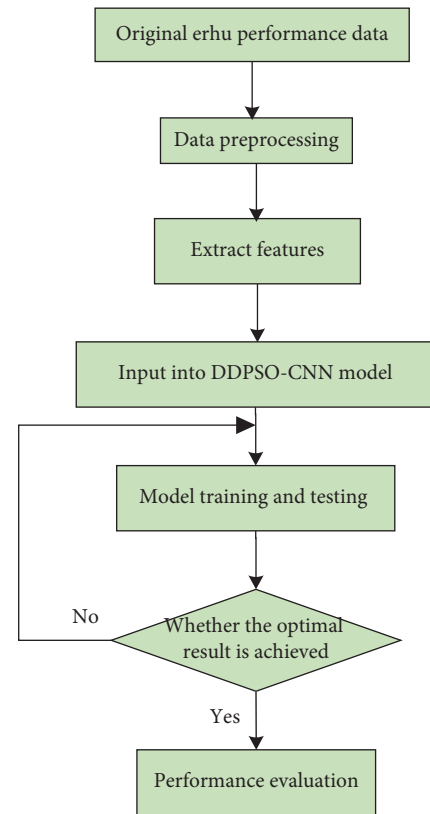 Original erhu performance data
Data preprocessing
Extract features
Input into DDPSO-CNN model
Model training and testing
No
Whether the optimal
result is achieved
Yes
Performance evaluation